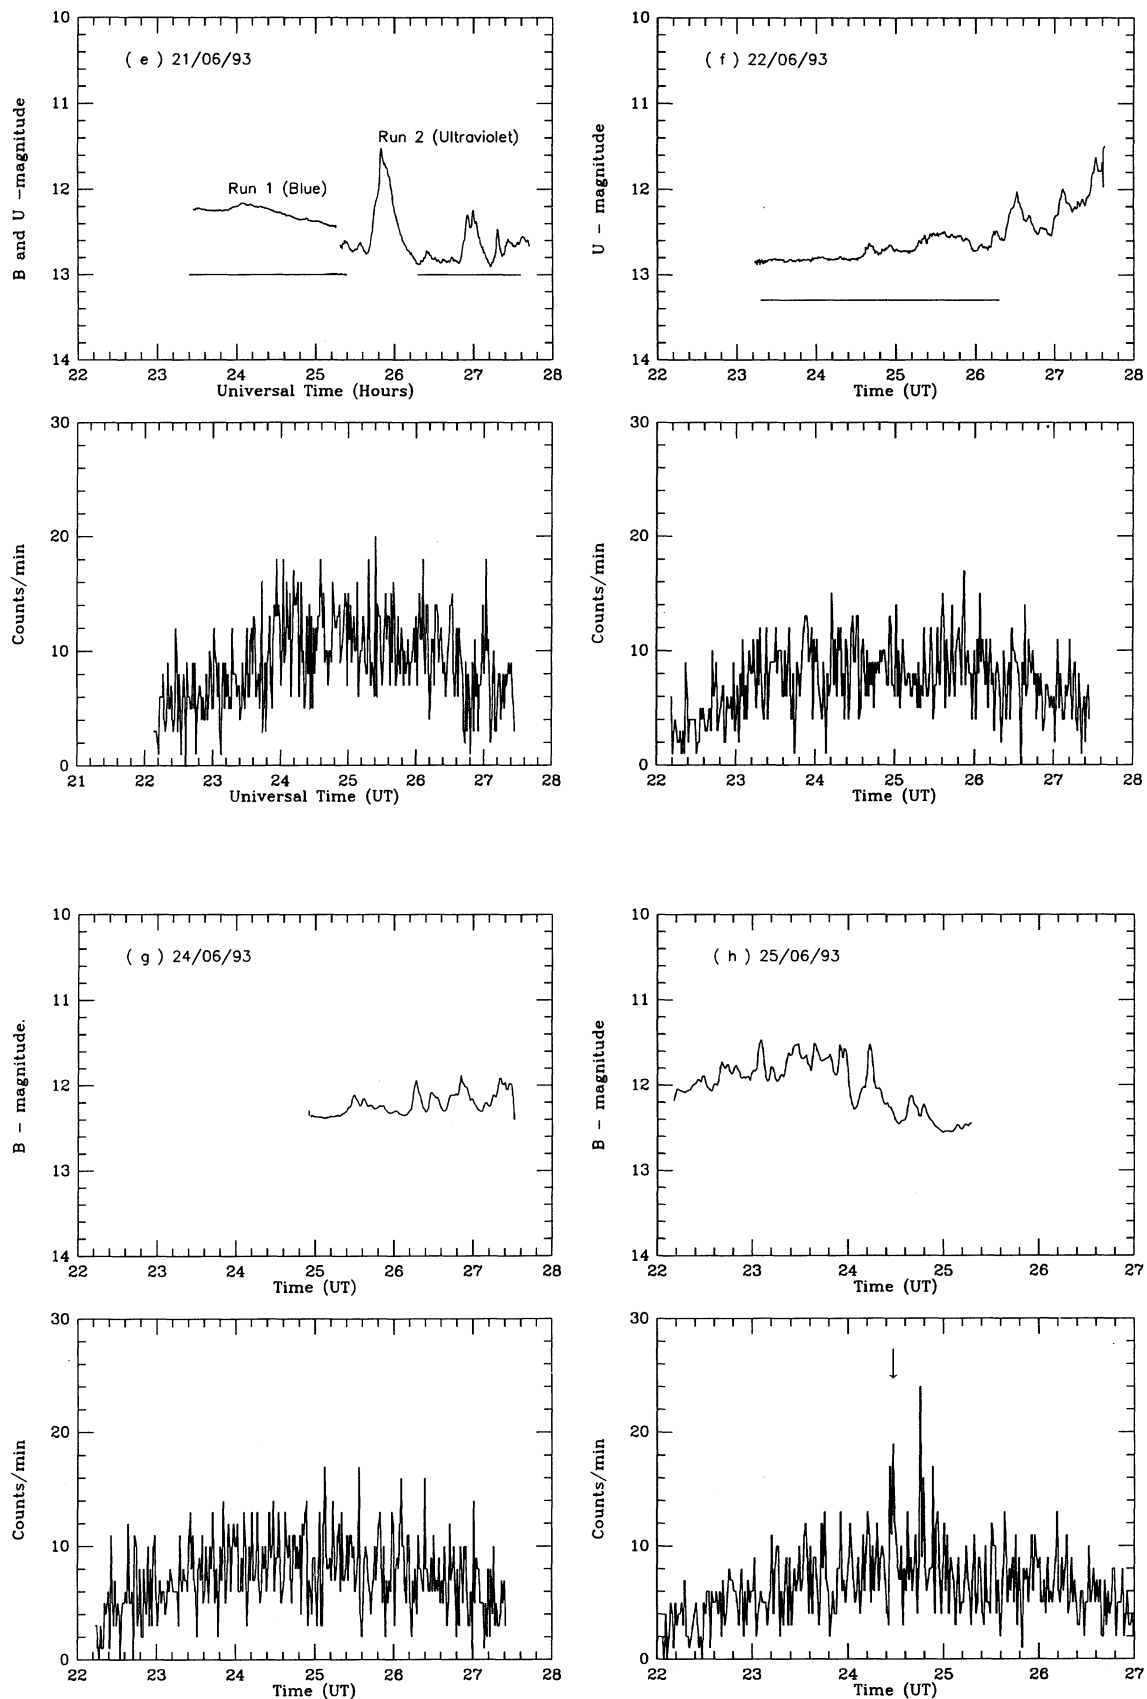 ( e ) 21/06/93
B and U -magnitude
10
11
12
13
14
Run 1 (Blue)
Run 2 (Ultraviolet)
22 23 24 25 26 27 28
Universal Time (Hours)
( f ) 22/06/93
U - magnitude
10
11
12
13
14
22 23 24 25 26 27 28
Time (UT)
Counts/min
30
20
10
0
21 22 23 24 25 26 27 28
Universal Time (UT)
Counts/min
30
20
10
0
22 23 24 25 26 27 28
Time (UT)
( g ) 24/06/93
B - magnitude.
10
11
12
13
14
22 23 24 25 26 27 28
Time (UT)
( h ) 25/06/93
B - magnitude
10
11
12
13
14
22 23 24 25 26 27
Time (UT)
Counts/min
30
20
10
0
22 23 24 25 26 27 28
Time (UT)
Counts/min
30
20
10
0
22 23 24 25 26 27
Time (UT)